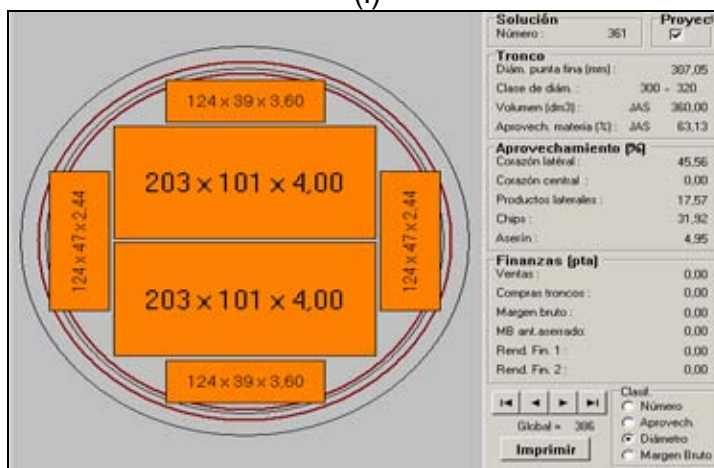 (I)
124 x 39 x 3,60
203 x 101 x 4,00
124 x 47 x 2,44
124 x 47 x 2,44
203 x 101 x 4,00
124 x 39 x 3,60
Solución
Número : 361
Proyect
Tronco
Diám. punta fina (mm) : 307,05
Clase de diám. : 300 - 320
Volumen (dm3) : JAS 360,00
Aprovech. materia (%) : JAS 63,13
Aprovechamiento (%)
Corazón latéral : 45,56
Corazón central : 0,00
Productos laterales : 17,57
Chips : 31,92
Aserín : 4,95
Finanzas (pta)
Ventas : 0,00
Compras troncos : 0,00
Margen bruto : 0,00
MB ant.aserrado: 0,00
Rend. Fin. 1 : 0,00
Rend. Fin. 2 : 0,00
Global = 386
Imprimir
Clasif.
Número
Aprovech.
Diámetro
Margen Bruto